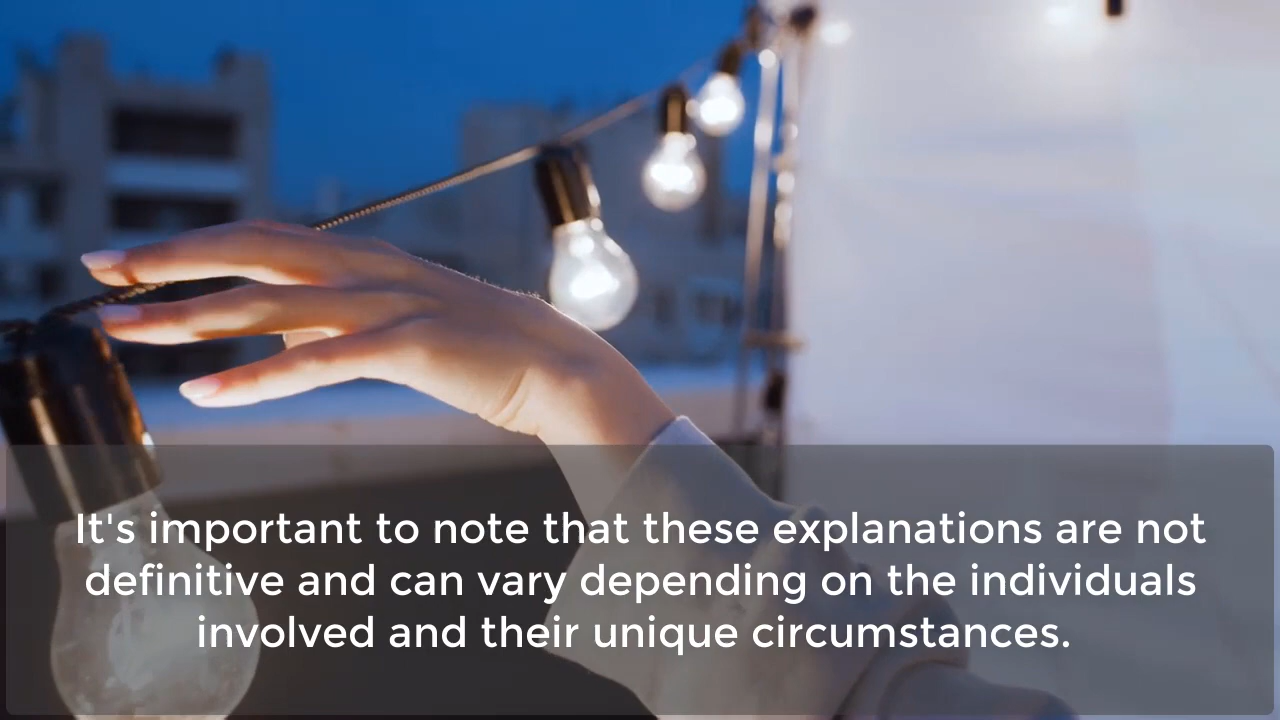 It's important to note that these explanations are not
definitive and can vary depending on the individuals
involved and their unique circumstances.